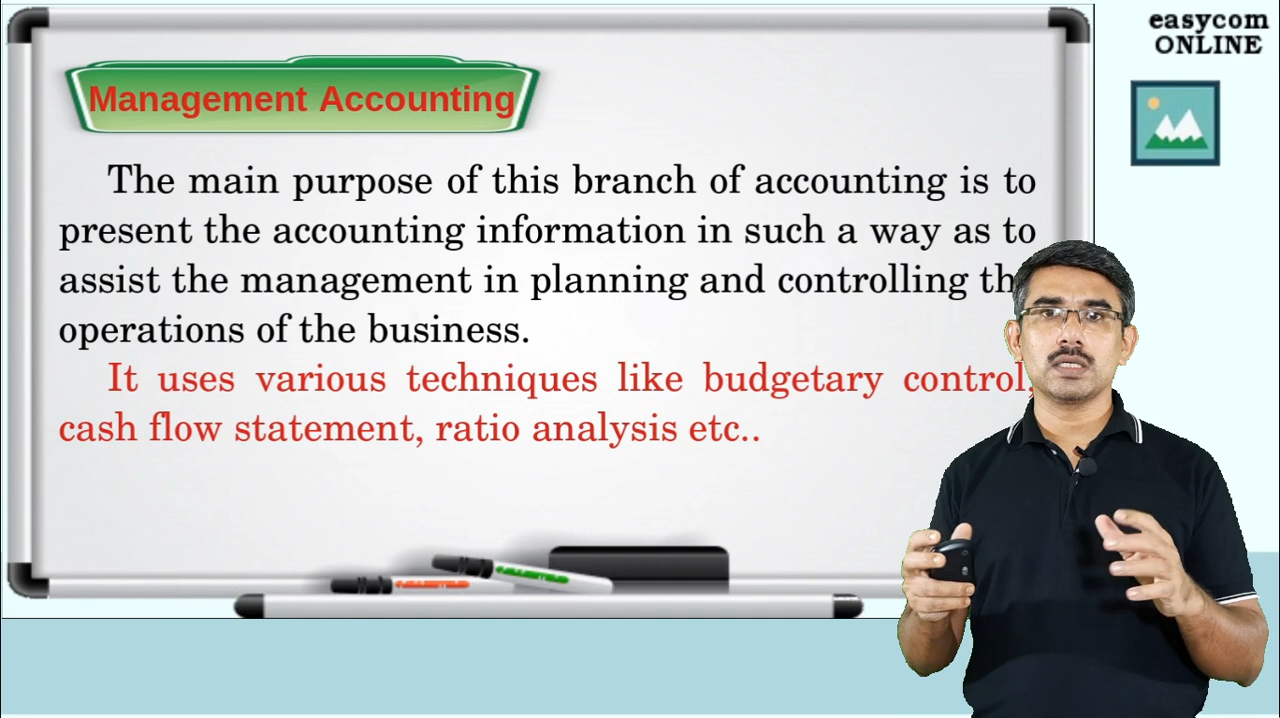 easycom
ONLINE
Management Accounting
The main purpose of this branch of accounting is to
present the accounting information in such a way as to
assist the management in planning and controlling
operations of the business.
It uses various techniques like budgetary control,
cash flow statement, ratio analysis etc..